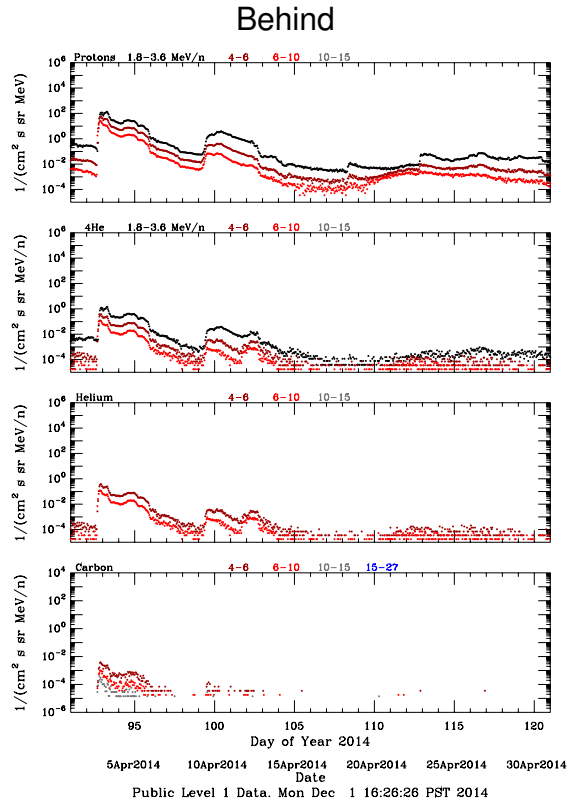 Behind
Protons 1.8-3.6 MeV/n 4-6 6-10 10-15
10^6
10^4
10^2
10^0
10^-2
10^-4
1/(cm^2 s sr MeV)
4He 1.8-3.6 MeV/n 4-6 6-10 10-15
10^6
10^4
10^2
10^0
10^-2
10^-4
1/(cm^2 s sr MeV/n)
Helium 4-6 6-10 10-15
10^6
10^4
10^2
10^0
10^-2
10^-4
1/(cm^2 s sr MeV/n)
Carbon 4-6 6-10 10-15 15-27
10^4
10^2
10^0
10^-2
10^-4
10^-6
1/(cm^2 s sr MeV/n)
95 100 105 110 115 120
Day of Year 2014
5Apr2014 10Apr2014 15Apr2014 20Apr2014 25Apr2014 30Apr2014
Date
Public Level 1 Data. Mon Dec 1 16:26:26 PST 2014